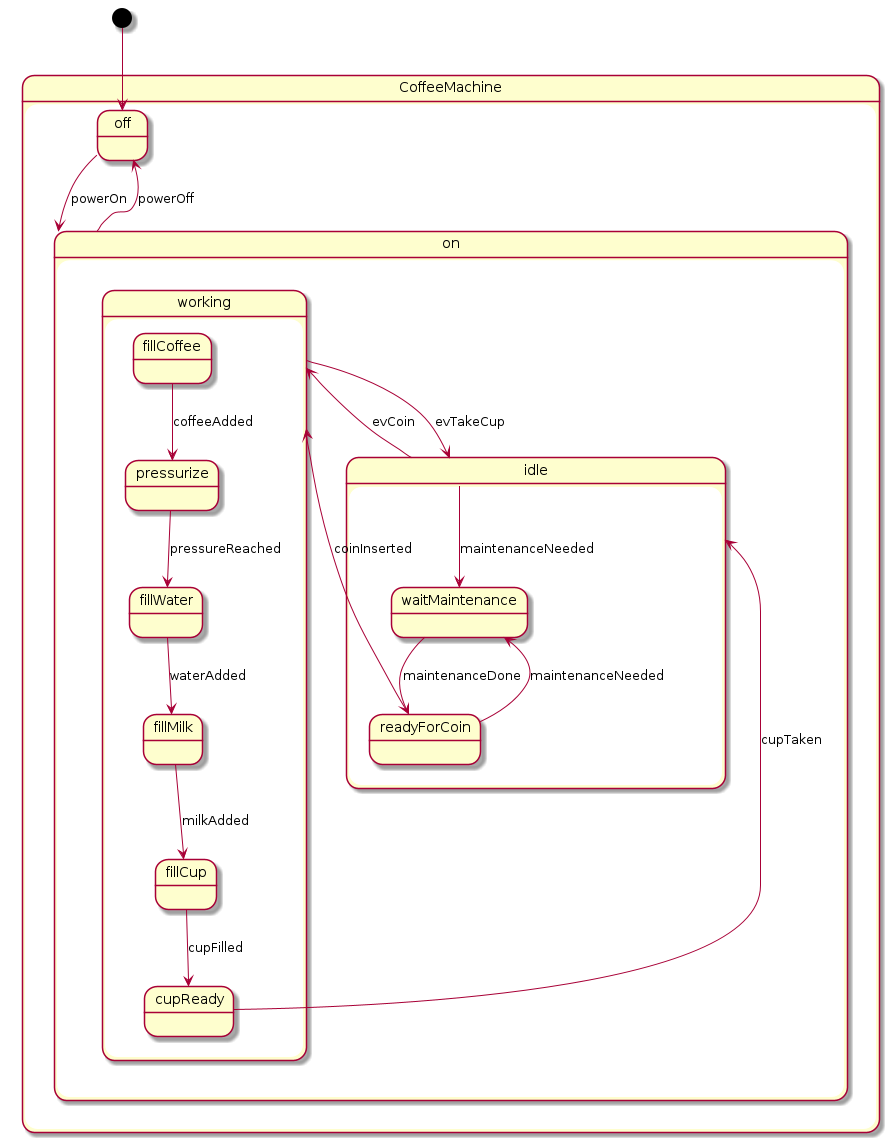 CoffeeMachine
off
powerOn
powerOff
on
working
fillCoffee
coffeeAdded
evCoin
evTakeCup
pressurize
idle
pressureReached
coinInserted
maintenanceNeeded
fillWater
waitMaintenance
waterAdded
maintenanceDone
maintenanceNeeded
fillMilk
readyForCoin
cupTaken
milkAdded
fillCup
cupFilled
cupReady